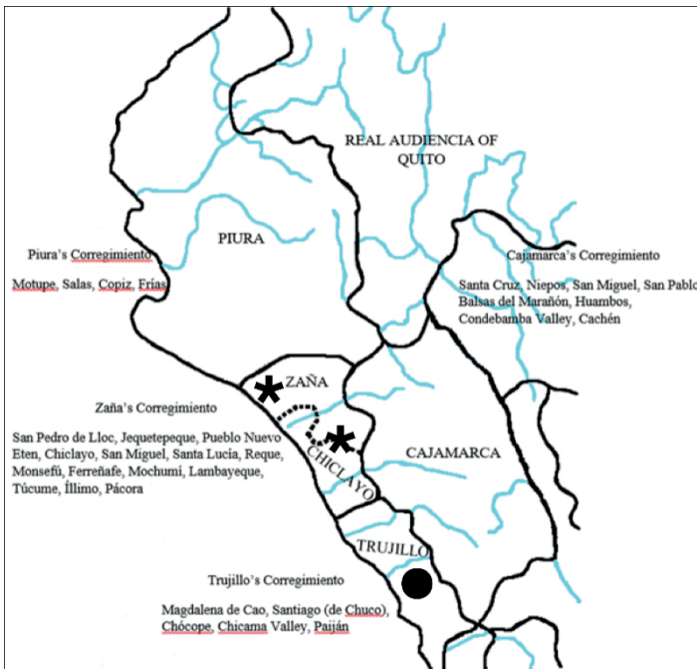 REAL AUDIENCIA OF
QUITO
PIURA
Piura's Corregimiento
Motupe, Salas, Copiz, Frías
Cajamarca's Corregimiento
Santa Cruz, Niepos, San Miguel, San Pablo
Balsas del Marañón, Huambos,
Condebamba Valley, Cachén
ZAÑA
Zaña's Corregimiento
San Pedro de Lloc, Jequetepeque, Pueblo Nuevo
Eten, Chiclayo, San Miguel, Santa Lucía, Reque,
Monsefú, Ferreñafe, Mochumí, Lambayeque,
Túcume, Íllimo, Pácora
CHICLAYO
CAJAMARCA
TRUJILLO
Trujillo's Corregimiento
Magdalena de Cao, Santiago (de Chuco),
Chócope, Chicama Valley, Paiján